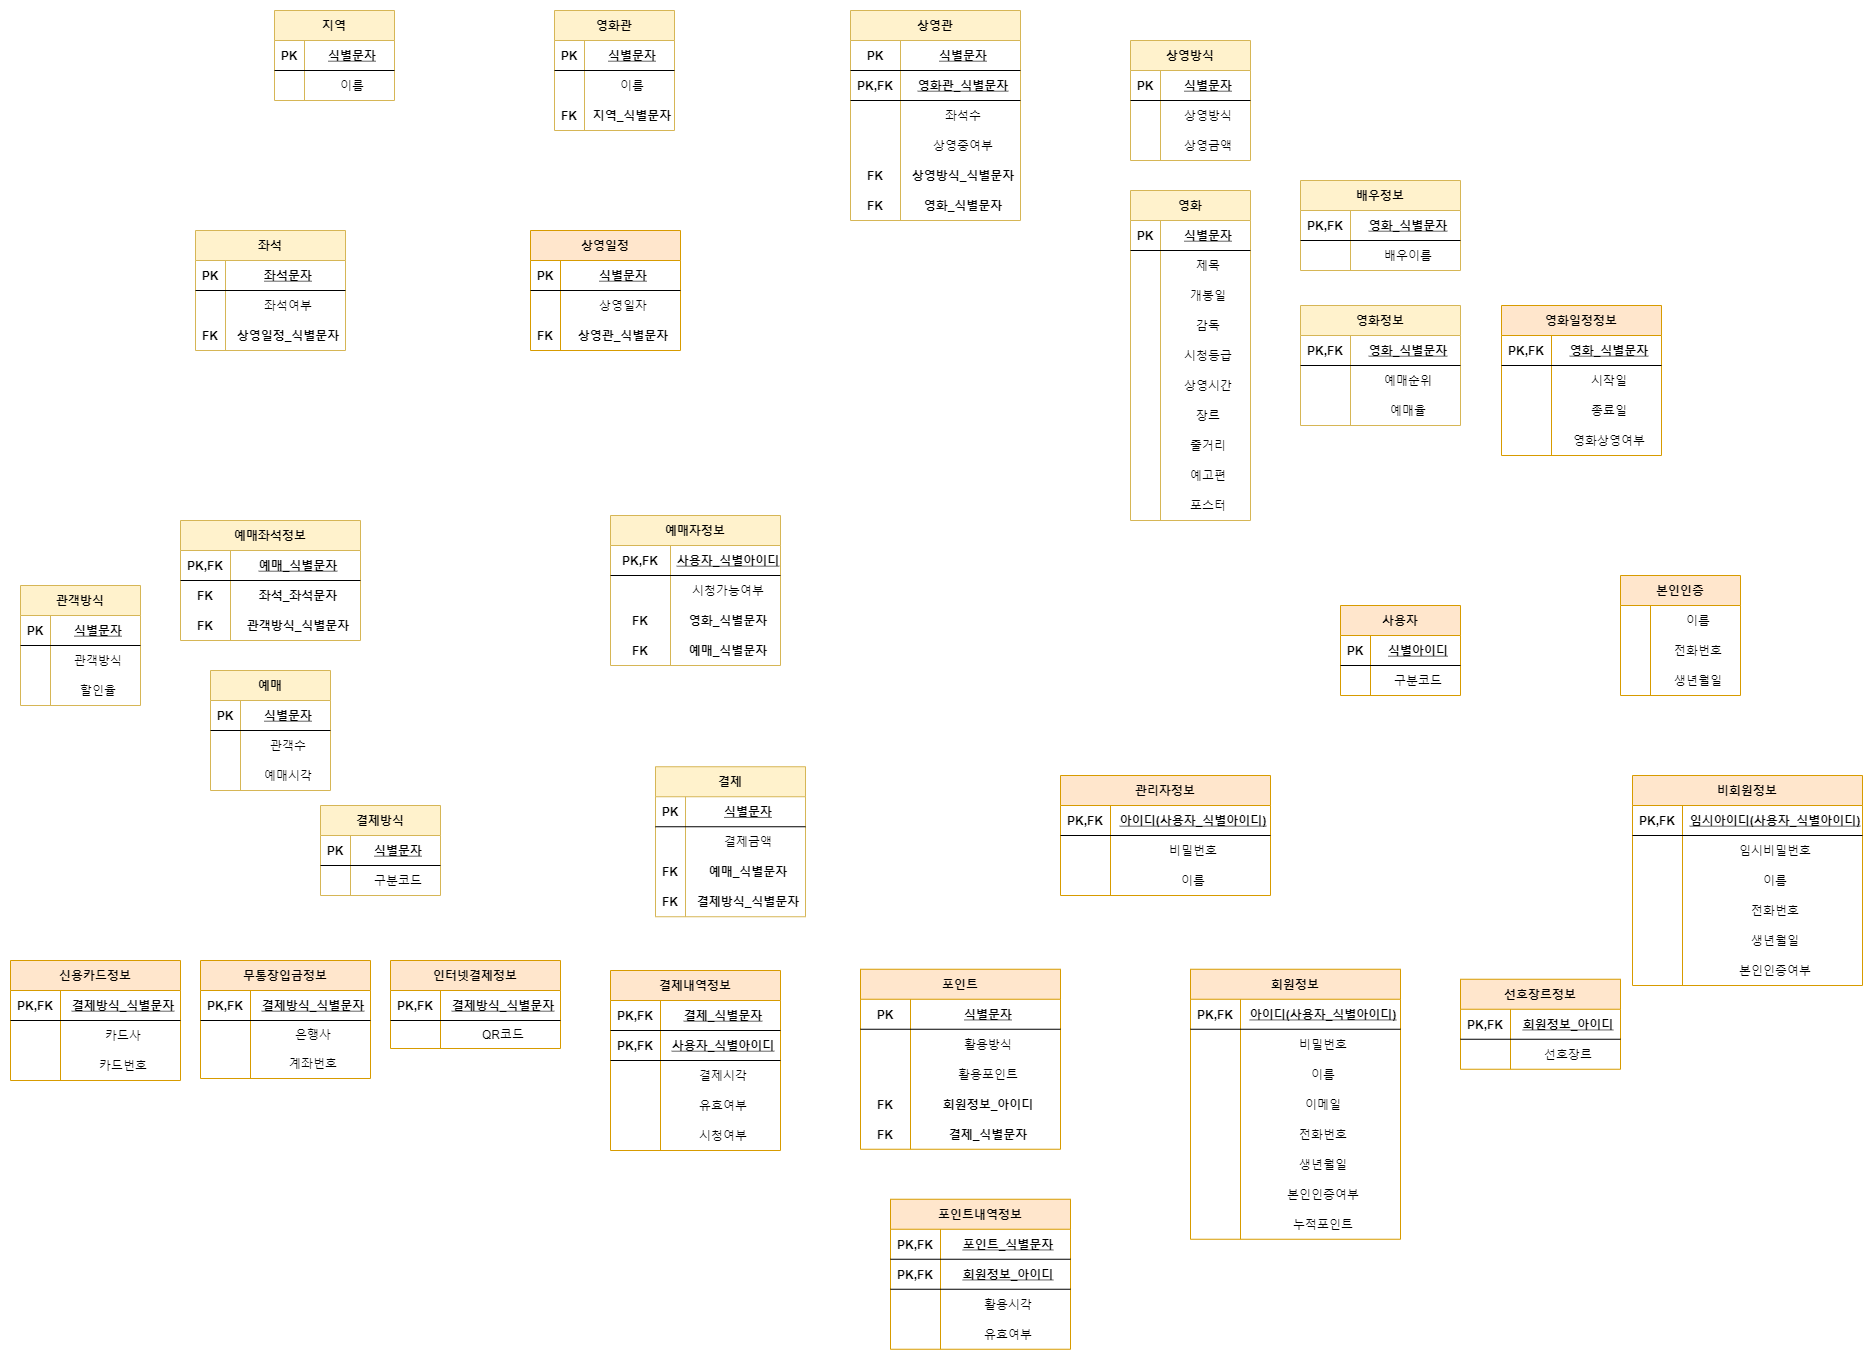 지역
PK 식별문자
이름
영화관
PK 식별문자
이름
FK 지역_식별문자
상영관
PK 식별문자
PK,FK 영화관_식별문자
좌석수
상영중여부
FK 상영방식_식별문자
FK 영화_식별문자
상영방식
PK 식별문자
상영방식
상영금액
영화
PK 식별문자
제목
개봉일
감독
시청등급
상영시간
장르
줄거리
예고편
포스터
배우정보
PK,FK 영화_식별문자
배우이름
영화정보
PK,FK 영화_식별문자
예매순위
예매율
영화일정정보
PK,FK 영화_식별문자
시작일
종료일
영화상영여부
좌석
PK 좌석문자
좌석여부
FK 상영일정_식별문자
상영일정
PK 식별문자
상영일자
FK 상영관_식별문자
관객방식
PK 식별문자
관객방식
할인율
예매좌석정보
PK,FK 예매_식별문자
FK 좌석_좌석문자
FK 관객방식_식별문자
예매
PK 식별문자
관객수
예매시각
예매자정보
PK,FK 사용자_식별아이디
시청가능여부
FK 영화_식별문자
FK 예매_식별문자
사용자
PK 식별아이디
구분코드
본인인증
이름
전화번호
생년월일
결제방식
PK 식별문자
구분코드
결제
PK 식별문자
결제금액
FK 예매_식별문자
FK 결제방식_식별문자
관리자정보
PK,FK 아이디(사용자_식별아이디)
비밀번호
이름
비회원정보
PK,FK 임시아이디(사용자_식별아이디)
임시비밀번호
이름
전화번호
생년월일
본인인증여부
신용카드정보
PK,FK 결제방식_식별문자
카드사
카드번호
무통장입금정보
PK,FK 결제방식_식별문자
은행사
계좌번호
인터넷결제정보
PK,FK 결제방식_식별문자
QR코드
결제내역정보
PK,FK 결제_식별문자
PK,FK 사용자_식별아이디
결제시각
유효여부
시청여부
포인트
PK 식별문자
활용방식
활용포인트
FK 회원정보_아이디
FK 결제_식별문자
회원정보
PK,FK 아이디(사용자_식별아이디)
비밀번호
이름
이메일
전화번호
생년월일
본인인증여부
누적포인트
선호장르정보
PK,FK 회원정보_아이디
선호장르
포인트내역정보
PK,FK 포인트_식별문자
PK,FK 회원정보_아이디
활용시각
유효여부